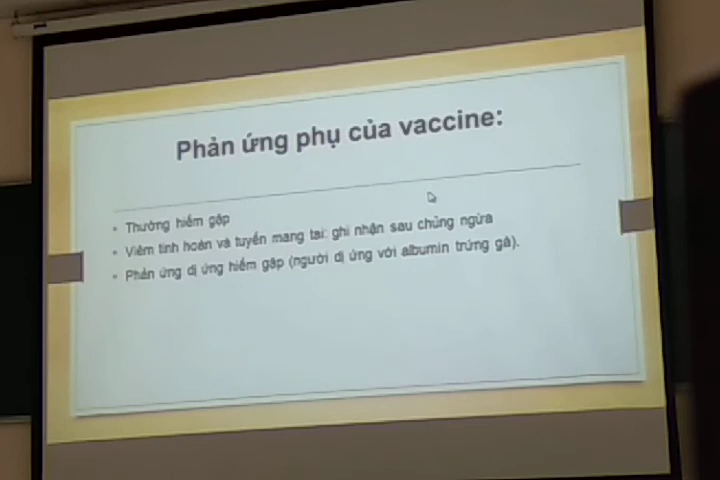 Phản ứng phụ của vaccine:
• Thường hiếm gặp
• Viêm tinh hoàn và tuyến mang tai: ghi nhận sau chủng ngừa
• Phản ứng dị ứng hiếm gặp (người dị ứng với albumin trứng gà).